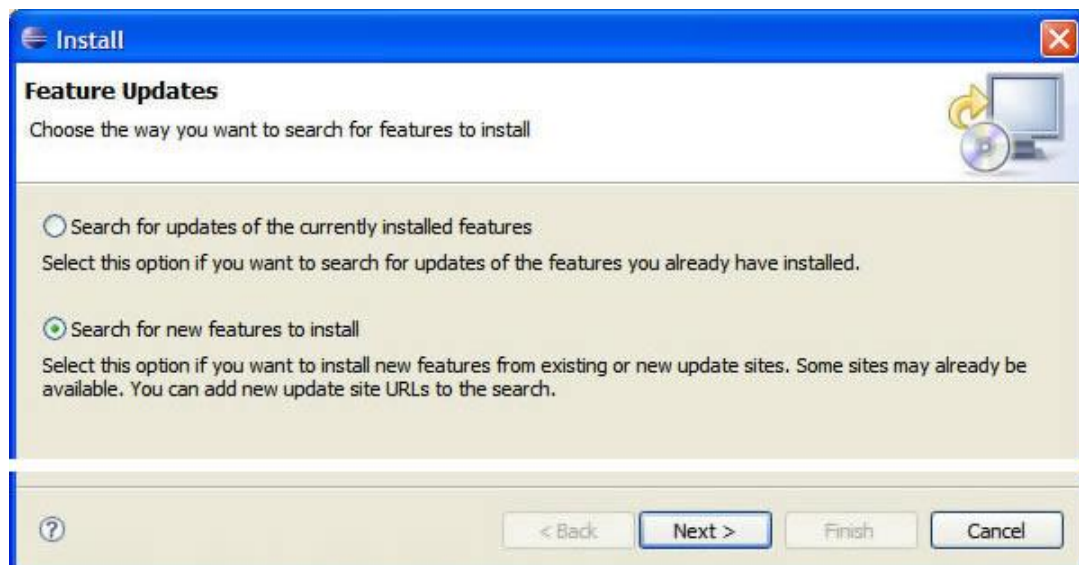 Install
Feature Updates
Choose the way you want to search for features to install
Search for updates of the currently installed features
Select this option if you want to search for updates of the features you already have installed.
Search for new features to install
Select this option if you want to install new features from existing or new update sites. Some sites may already be
available. You can add new update site URLs to the search.
< Back Next > Finish Cancel